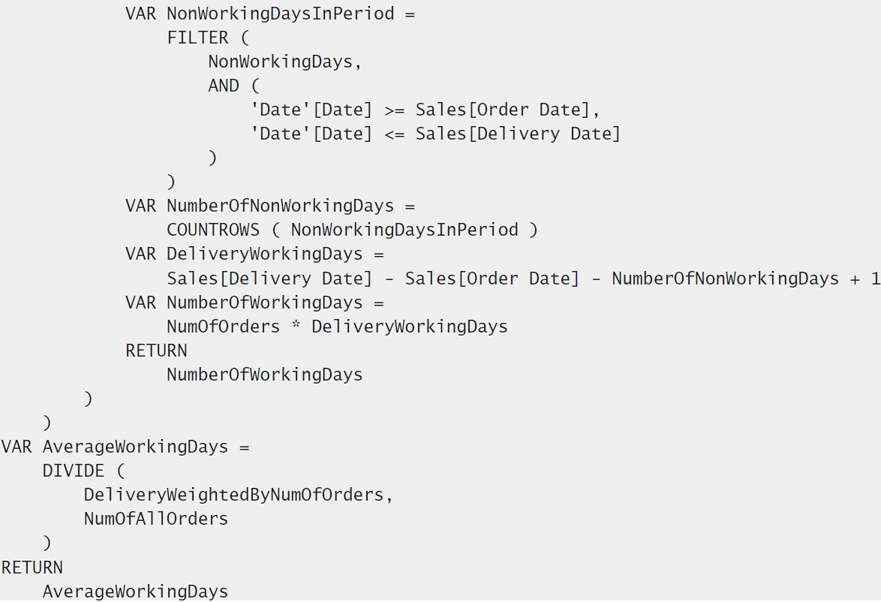 VAR NonWorkingDaysInPeriod =
FILTER (
NonWorkingDays,
AND (
'Date'[Date] >= Sales[Order Date],
'Date'[Date] <= Sales[Delivery Date]
)
)
VAR NumberOfNonWorkingDays =
COUNTROWS ( NonWorkingDaysInPeriod )
VAR DeliveryWorkingDays =
Sales[Delivery Date] - Sales[Order Date] - NumberOfNonWorkingDays + 1
VAR NumberOfWorkingDays =
NumOfOrders * DeliveryWorkingDays
RETURN
NumberOfWorkingDays
)
)
VAR AverageWorkingDays =
DIVIDE (
DeliveryWeightedByNumOfOrders,
NumOfAllOrders
)
RETURN
AverageWorkingDays